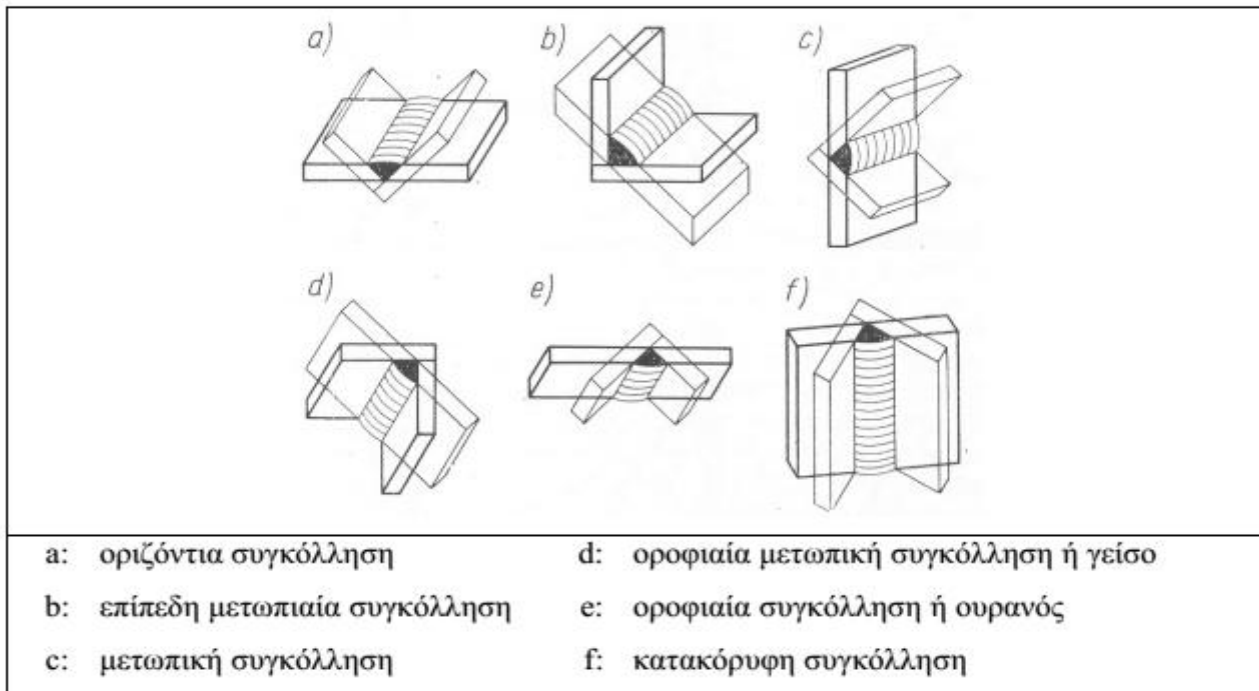 a)
b)
c)
d)
e)
f)
a: οριζόντια συγκόλληση
d: οροφιαία μετωπική συγκόλληση ή γείσο
b: επίπεδη μετωπιαία συγκόλληση
e: οροφιαία συγκόλληση ή ουρανός
c: μετωπική συγκόλληση
f: κατακόρυφη συγκόλληση